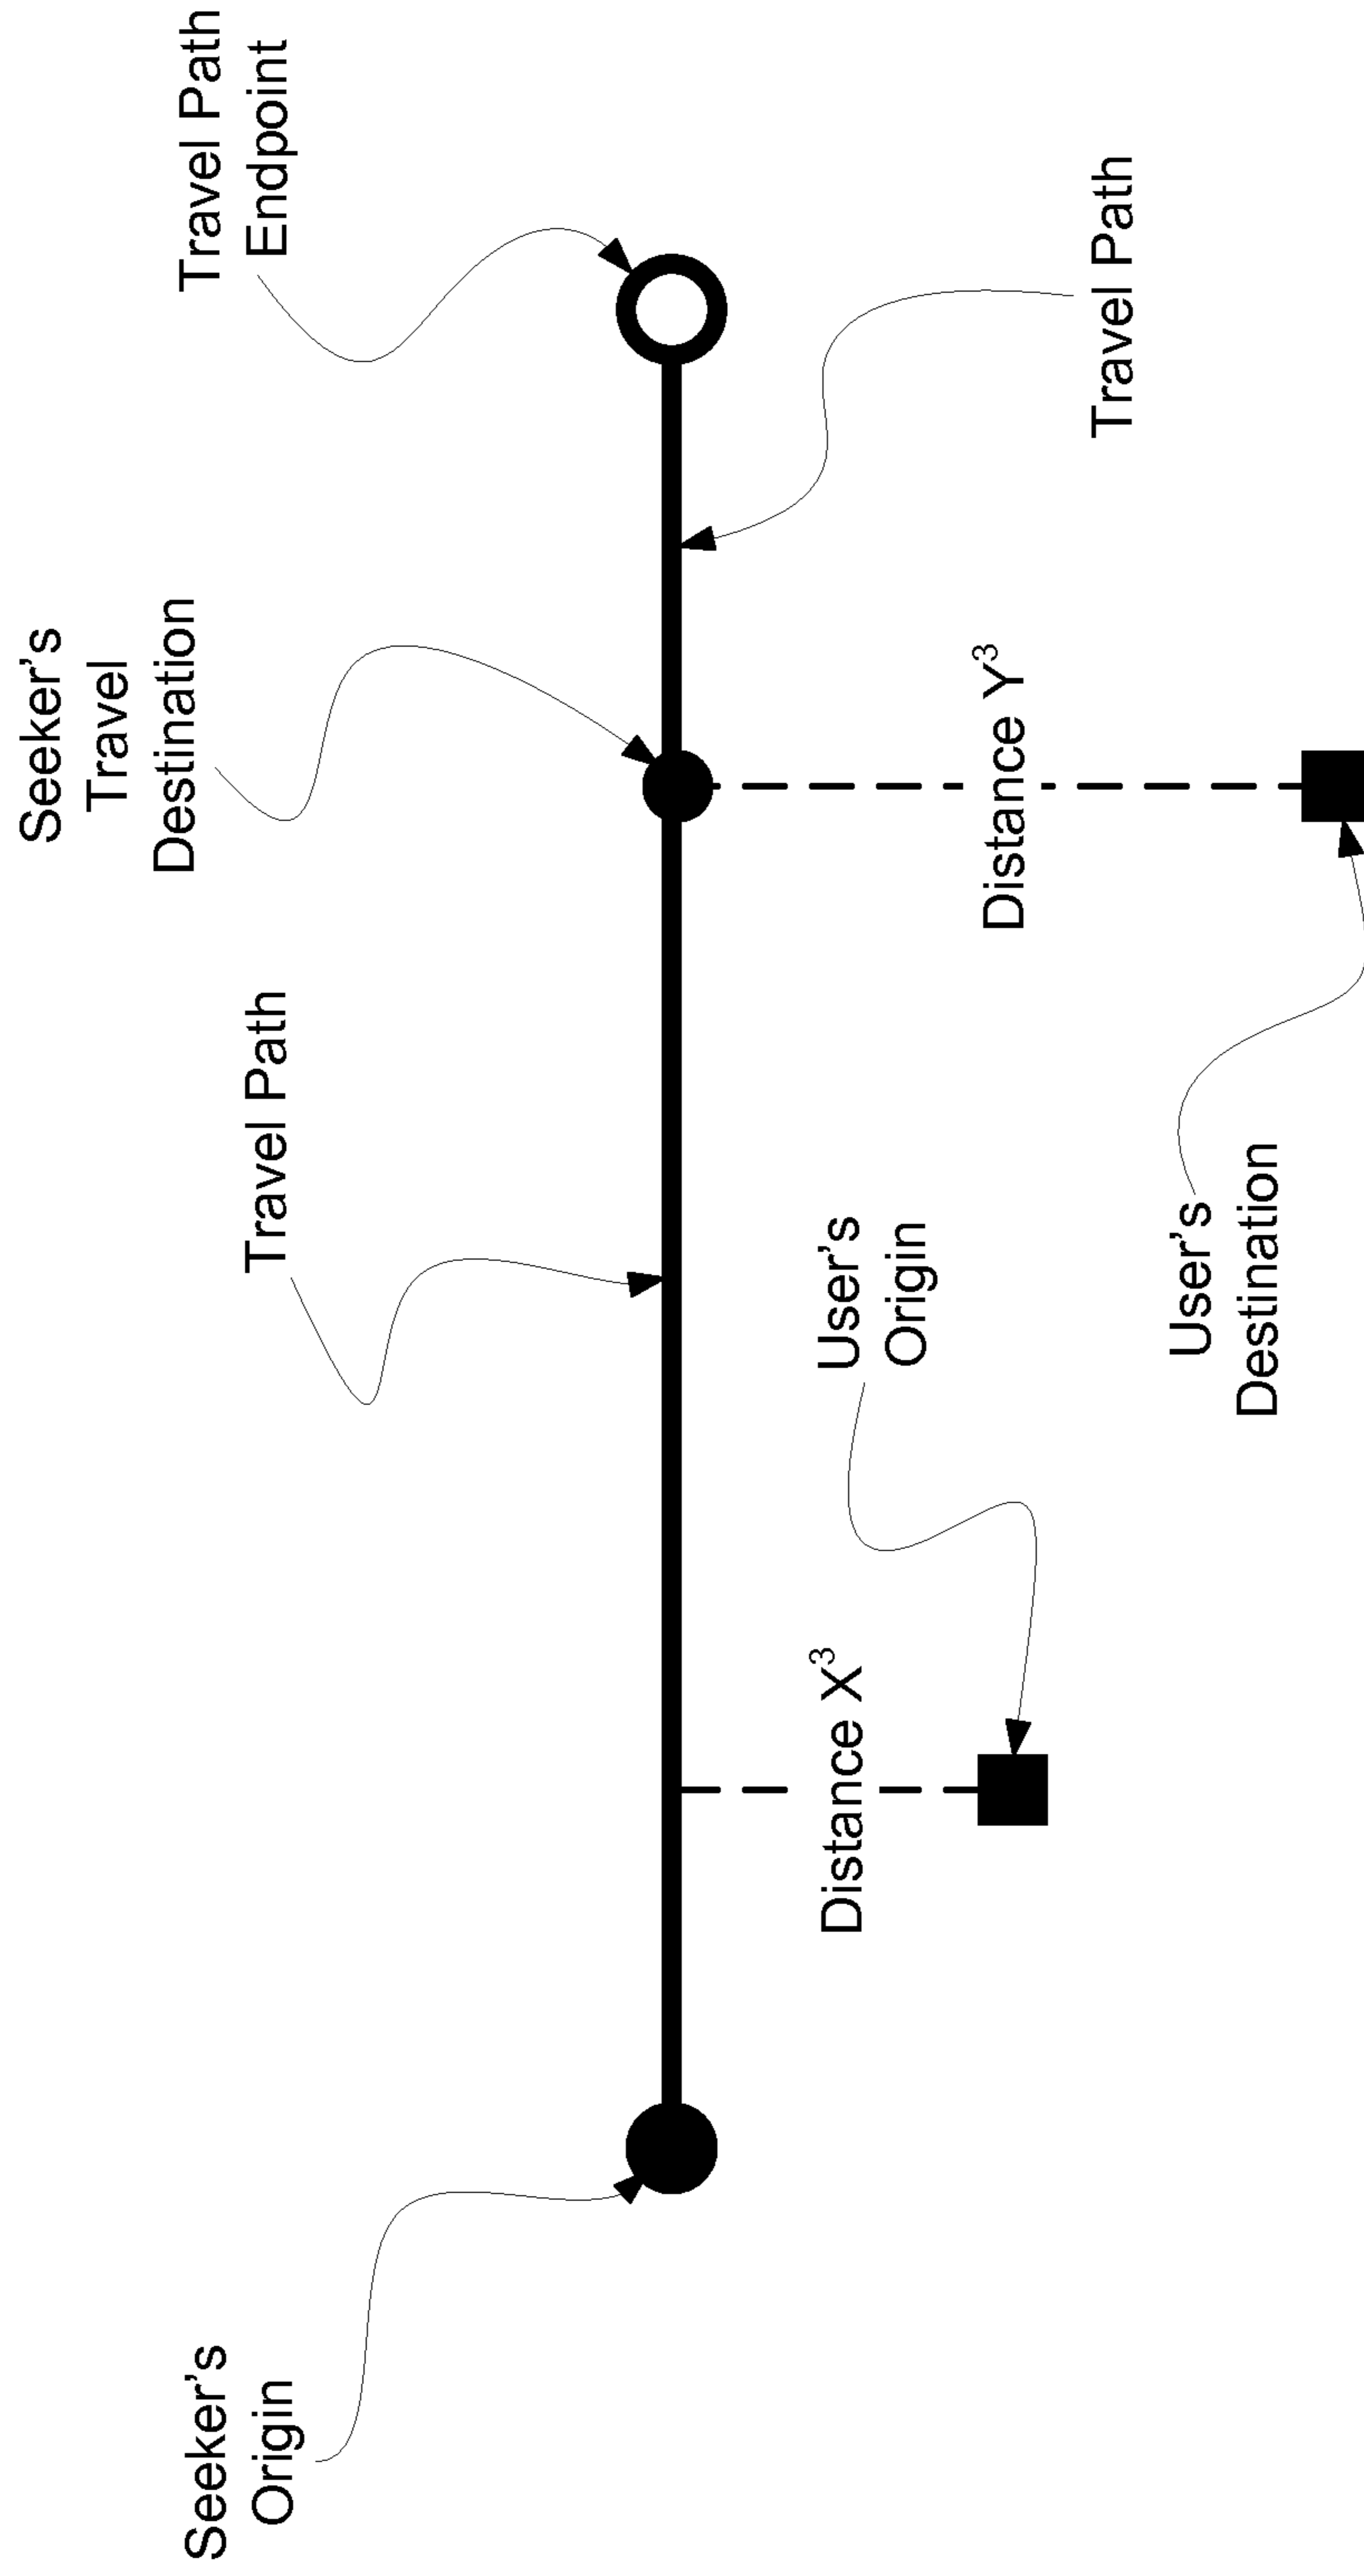 Seeker's
Origin
Travel Path
Seeker's
Travel
Destination
Travel Path
Endpoint
Distance X³
User's
Origin
Distance Y³
Travel Path
User's
Destination